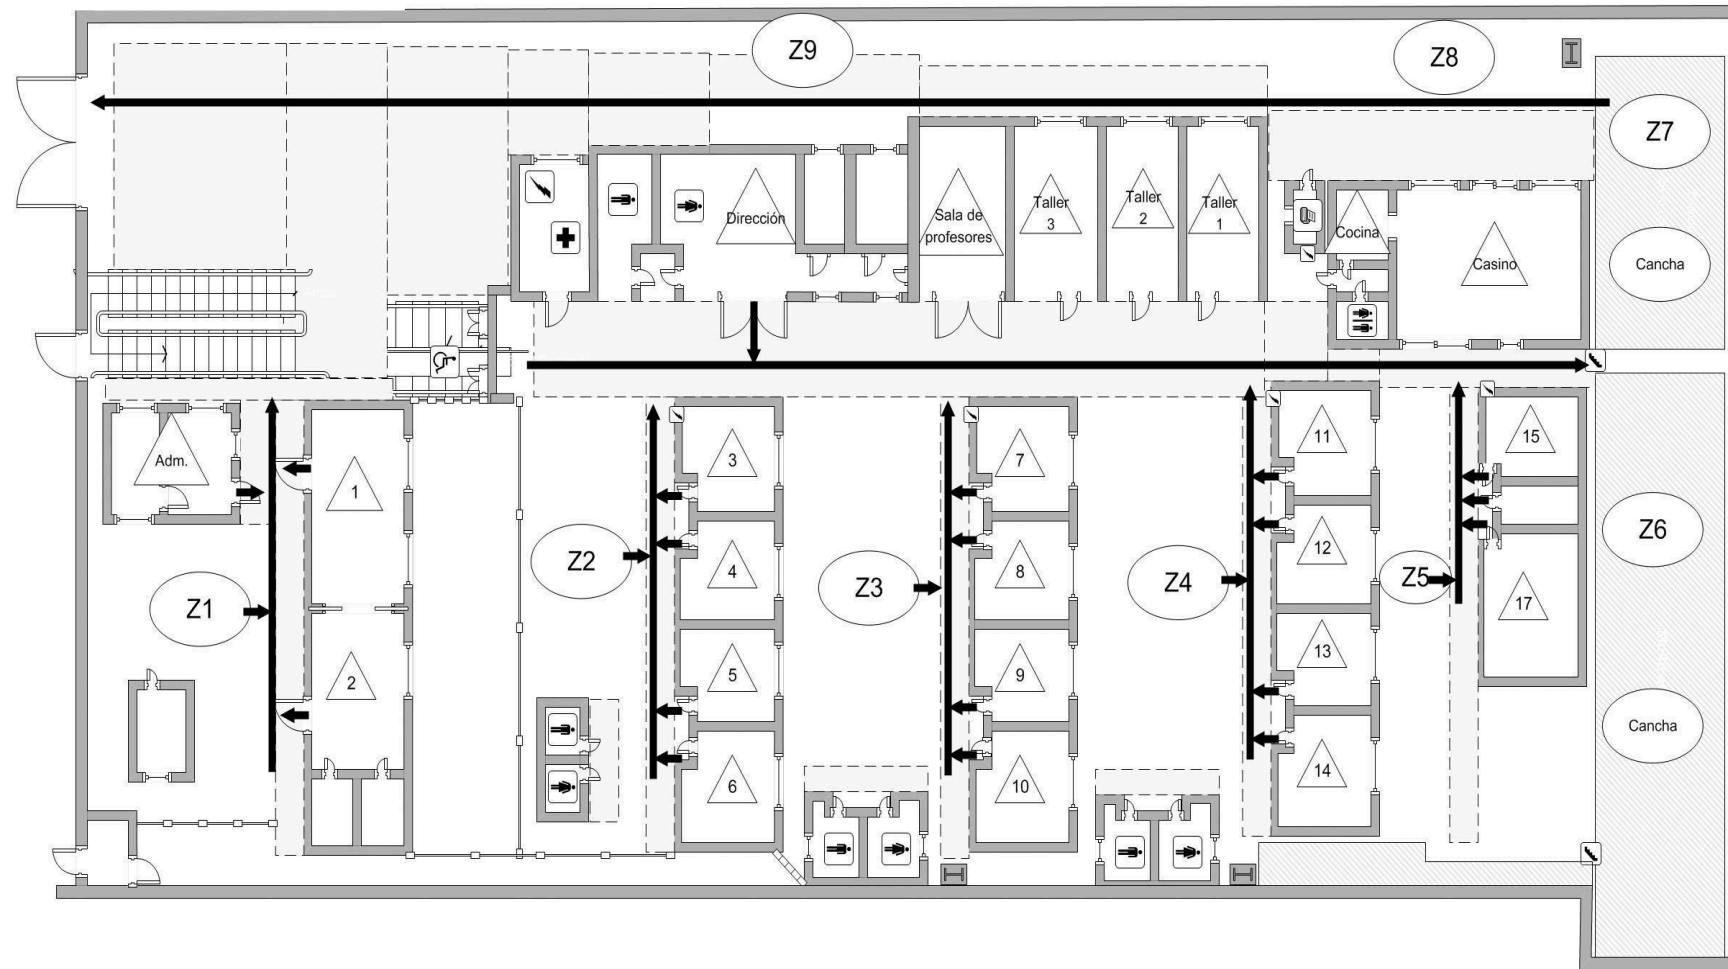 Z9
Z8
Z7
Dirección
Sala de
profesores
Taller
3
Taller
2
Taller
1
Cocina
Casino
Cancha
Adm.
1
3
7
11
15
Z1
Z2
Z3
Z4
Z5
Z6
4
8
12
17
2
5
9
13
Cancha
6
10
14